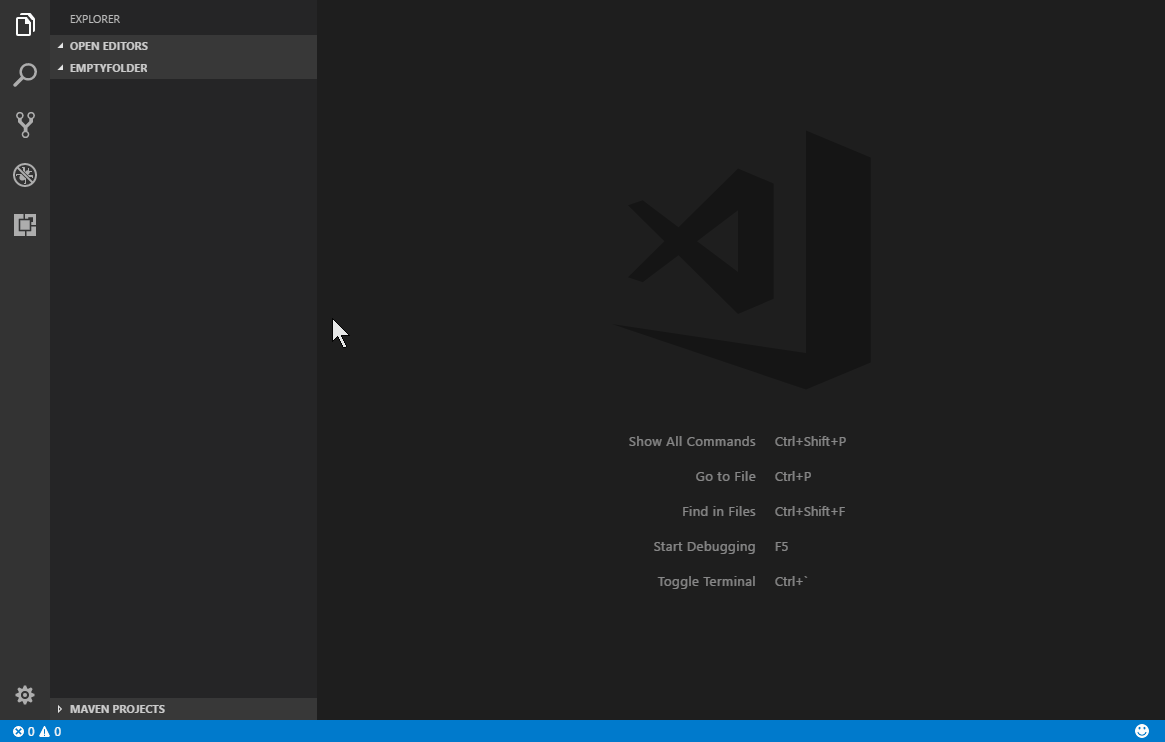 EXPLORER
OPEN EDITORS
EMPTYFOLDER
Show All Commands Ctrl+Shift+P
Go to File Ctrl+P
Find in Files Ctrl+Shift+F
Start Debugging F5
Toggle Terminal Ctrl+`
MAVEN PROJECTS
0 0